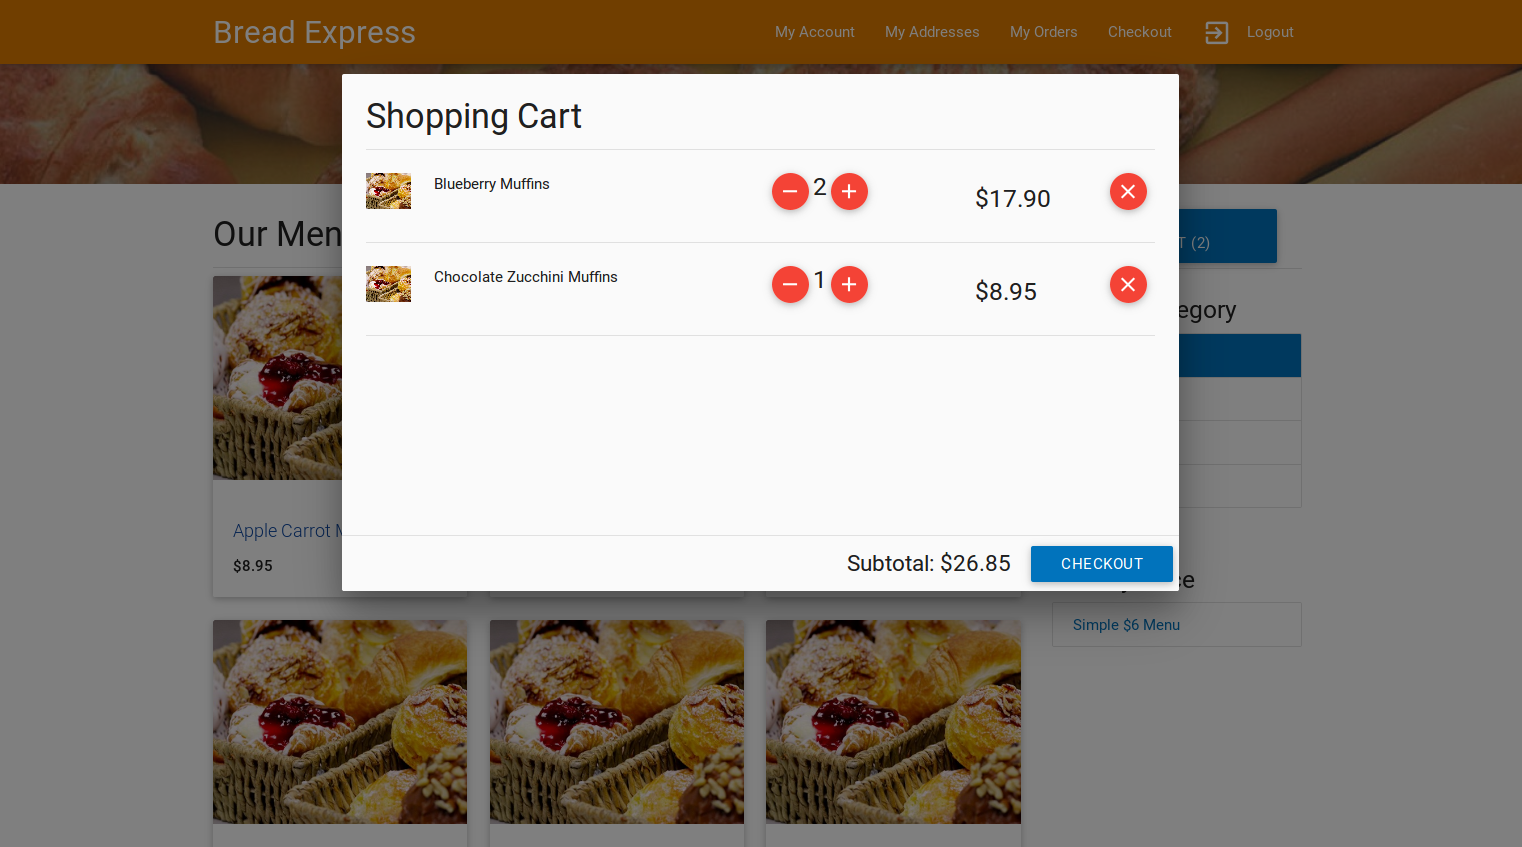 Bread Express
My Account
My Addresses
My Orders
Checkout
Logout
Shopping Cart
Blueberry Muffins
2
$17.90
Chocolate Zucchini Muffins
1
$8.95
Subtotal: $26.85
CHECKOUT
Our Men
T (2)
egory
Apple Carrot M
$8.95
Simple $6 Menu